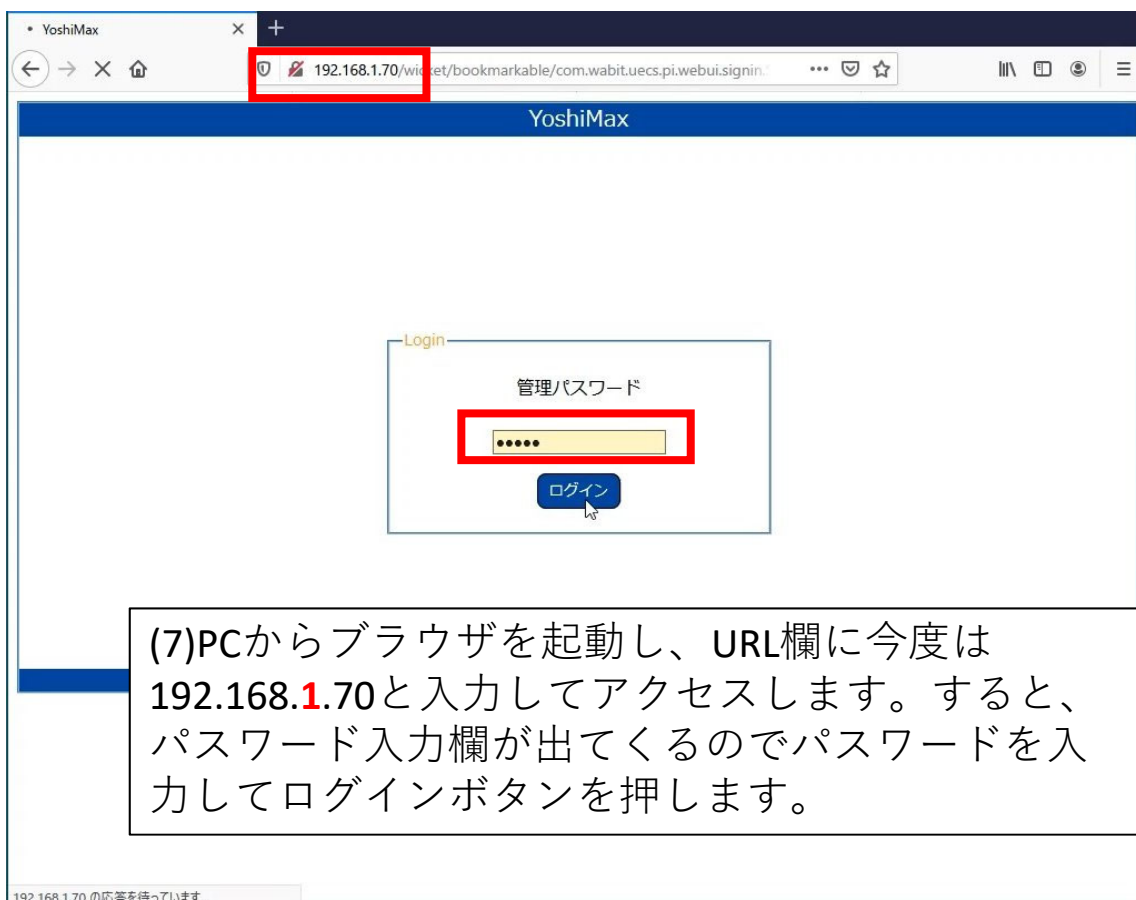 YoshiMax
192.168.1.70/wicket/bookmarkable/com.wabit.uecs.pi.webui.signin.
YoshiMax
Login
管理パスワード
ログイン
(7)PCからブラウザを起動し、URL欄に今度は
192.168.1.70と入力してアクセスします。すると、
パスワード入力欄が出てくるのでパスワードを入
力してログインボタンを押します。
192.168.1.70 の応答を待っています